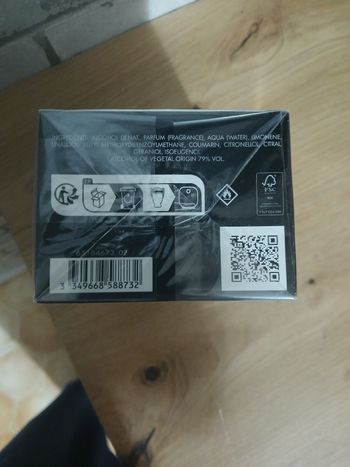 INGREDIENTS: ALCOHOL DENAT., PARFUM (FRAGRANCE), AQUA (WATER), LIMONENE,
LINALOOL, BUTYL METHOXYDIBENZOYLMETHANE, COUMARIN, CITRONELLOL, CITRAL,
GERANIOL, ISOEUGENOL.
ALCOHOL OF VEGETAL ORIGIN 79% VOL.
FSC
3 349668 588732